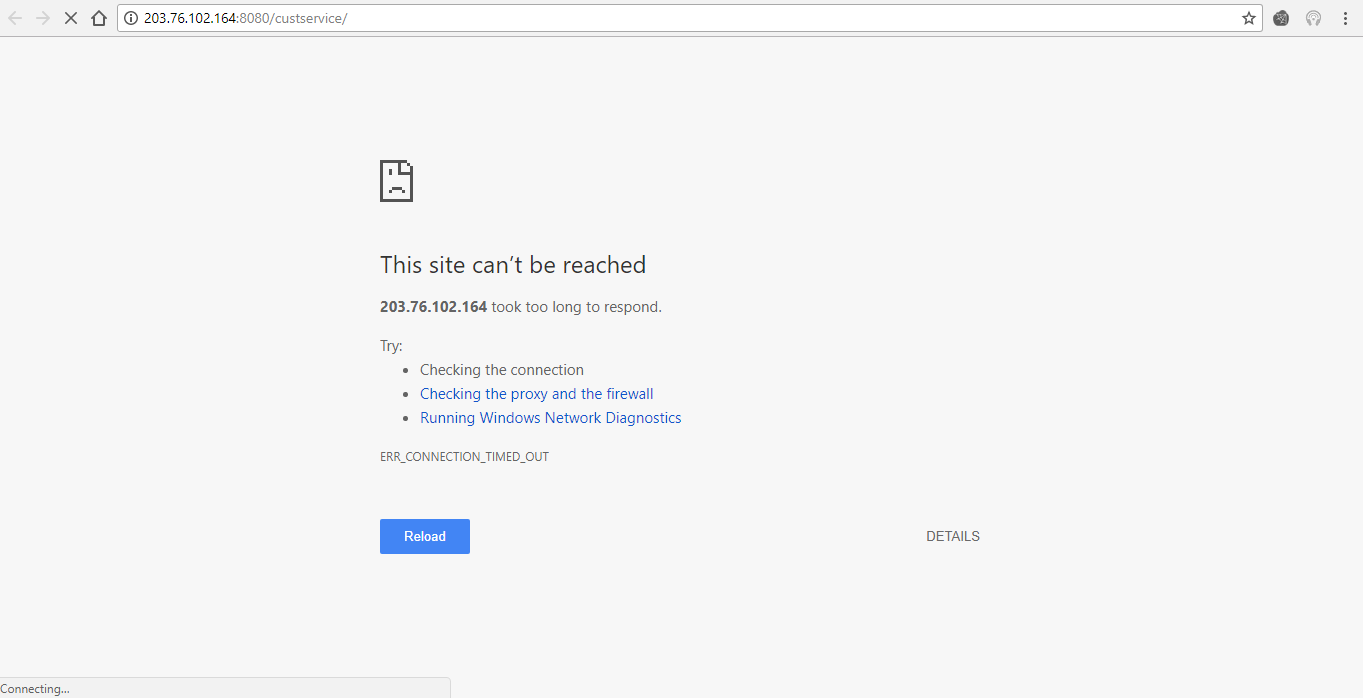 203.76.102.164:8080/custservice/
This site can't be reached
203.76.102.164 took too long to respond.
Try:
Checking the connection
Checking the proxy and the firewall
Running Windows Network Diagnostics
ERR_CONNECTION_TIMED_OUT
Reload
DETAILS
Connecting...